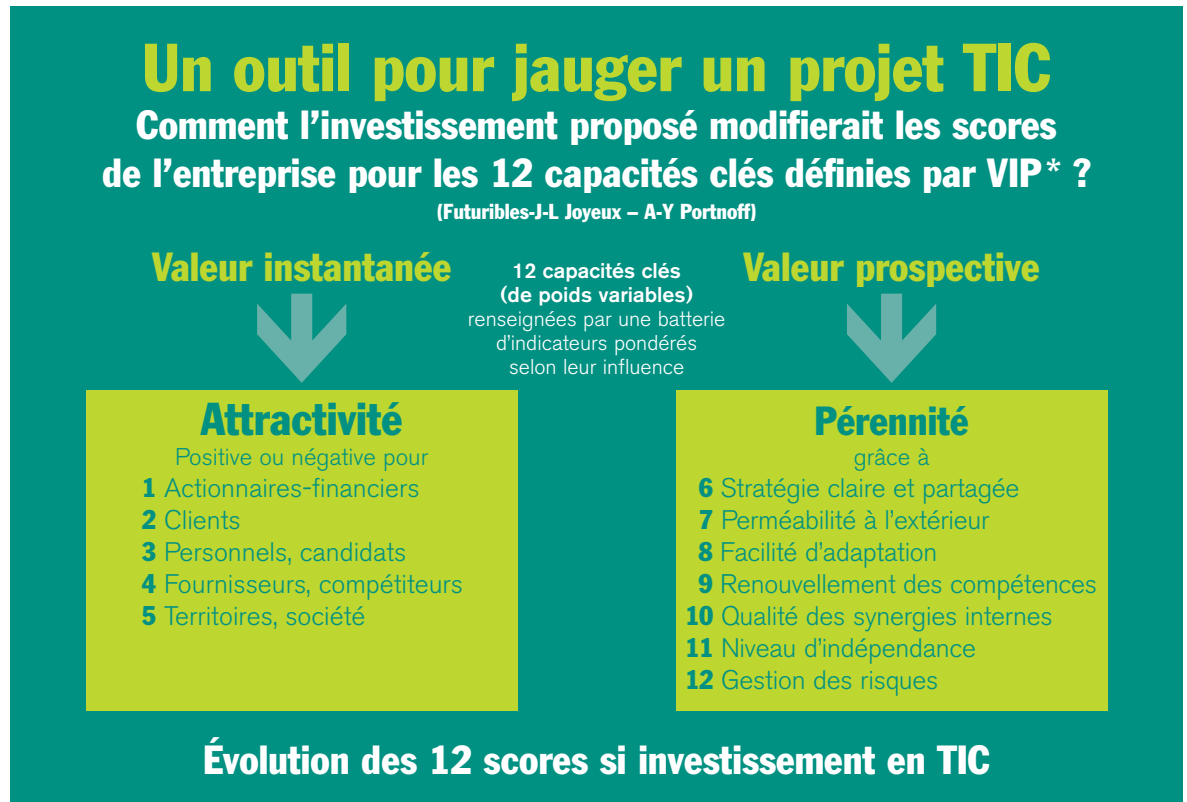 Un outil pour jauger un projet TIC
Comment l’investissement proposé modifierait les scores
de l’entreprise pour les 12 capacités clés définies par VIP* ?
(Futuribles-J-L Joyeux – A-Y Portnoff)
Valeur instantanée
12 capacités clés
(de poids variables)
renseignées par une batterie
d’indicateurs pondérés
selon leur influence
Valeur prospective
Attractivité
Positive ou négative pour
1 Actionnaires-financiers
2 Clients
3 Personnels, candidats
4 Fournisseurs, compétiteurs
5 Territoires, société
Pérennité
grâce à
6 Stratégie claire et partagée
7 Perméabilité à l’extérieur
8 Facilité d’adaptation
9 Renouvellement des compétences
10 Qualité des synergies internes
11 Niveau d’indépendance
12 Gestion des risques
Évolution des 12 scores si investissement en TIC